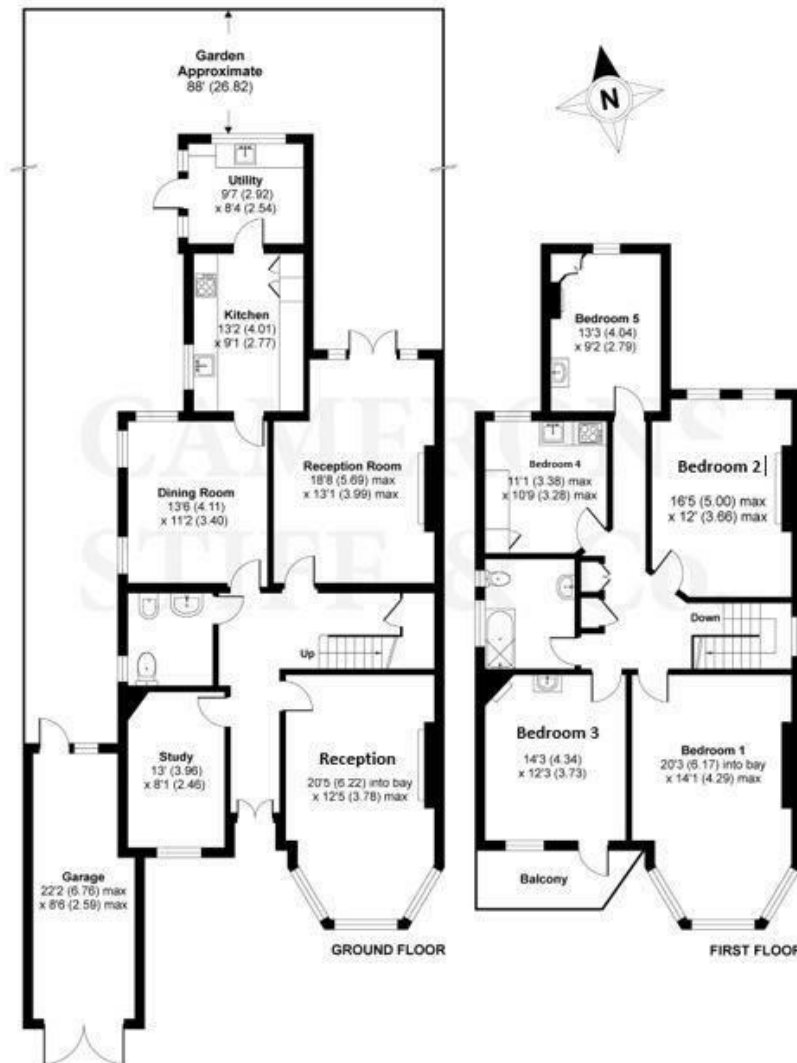 Garden
Approximate
88' (26.82)
N
Utility
9'7 (2.92)
x 8'4 (2.54)
Kitchen
13'2 (4.01)
x 9'1 (2.77)
Reception Room
18'8 (5.69) max
x 13'1 (3.99) max
Dining Room
13'6 (4.11)
x 11'2 (3.40)
Up
Study
13' (3.96)
x 8'1 (2.46)
Reception
20'5 (6.22) into bay
x 12'5 (3.78) max
Garage
22'2 (6.76) max
x 8'6 (2.59) max
GROUND FLOOR
Bedroom 5
13'3 (4.04)
x 9'2 (2.79)
Bedroom 4
11'1 (3.38) max
x 10'9 (3.28) max
Bedroom 2
16'5 (5.00) max
x 12' (3.66) max
Down
Bedroom 3
14'3 (4.34)
x 12'3 (3.73)
Bedroom 1
20'3 (6.17) into bay
x 14'1 (4.29) max
Balcony
FIRST FLOOR
CAMERONS
STIFF & Co